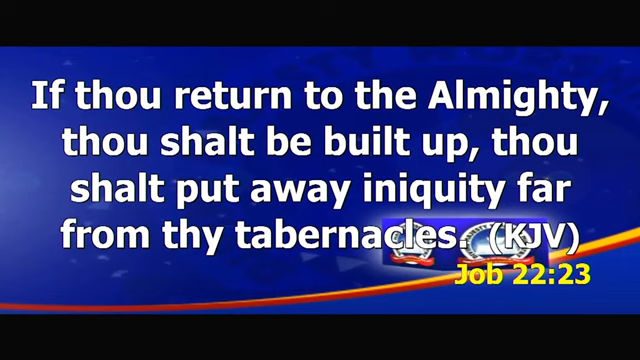 If thou return to the Almighty,
thou shalt be built up, thou
shalt put away iniquity far
from thy tabernacles. (KJV)
Job 22:23